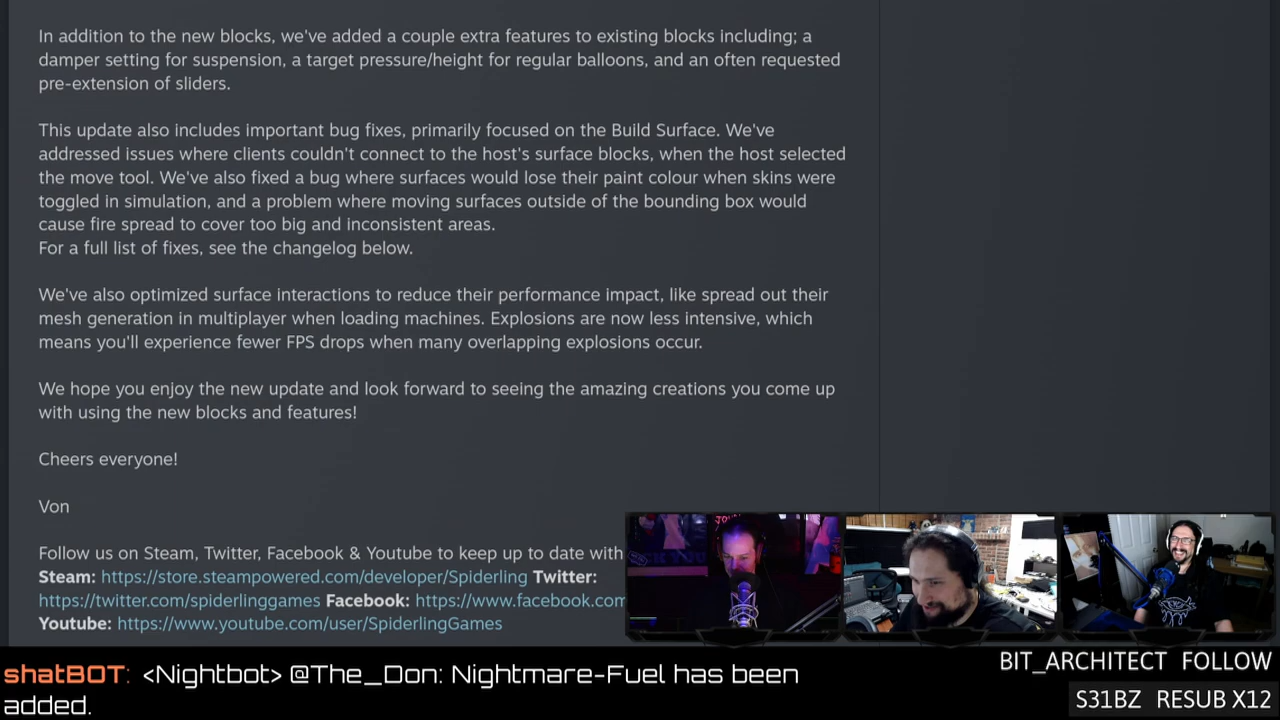 In addition to the new blocks, we've added a couple extra features to existing blocks including; a
damper setting for suspension, a target pressure/height for regular balloons, and an often requested
pre-extension of sliders.
This update also includes important bug fixes, primarily focused on the Build Surface. We've
addressed issues where clients couldn't connect to the host's surface blocks, when the host selected
the move tool. We've also fixed a bug where surfaces would lose their paint colour when skins were
toggled in simulation, and a problem where moving surfaces outside of the bounding box would
cause fire spread to cover too big and inconsistent areas.
For a full list of fixes, see the changelog below.
We've also optimized surface interactions to reduce their performance impact, like spread out their
mesh generation in multiplayer when loading machines. Explosions are now less intensive, which
means you'll experience fewer FPS drops when many overlapping explosions occur.
We hope you enjoy the new update and look forward to seeing the amazing creations you come up
with using the new blocks and features!
Cheers everyone!
Von
Follow us on Steam, Twitter, Facebook & Youtube to keep up to date with
Steam: https://store.steampowered.com/developer/Spiderling Twitter:
https://twitter.com/spiderlinggames Facebook: https://www.facebook.com
Youtube: https://www.youtube.com/user/SpiderlingGames
shatBOT: <Nightbot> @The_Don: Nightmare-Fuel has been
added.
BIT_ARCHITECT FOLLOW
S31BZ RESUB X12